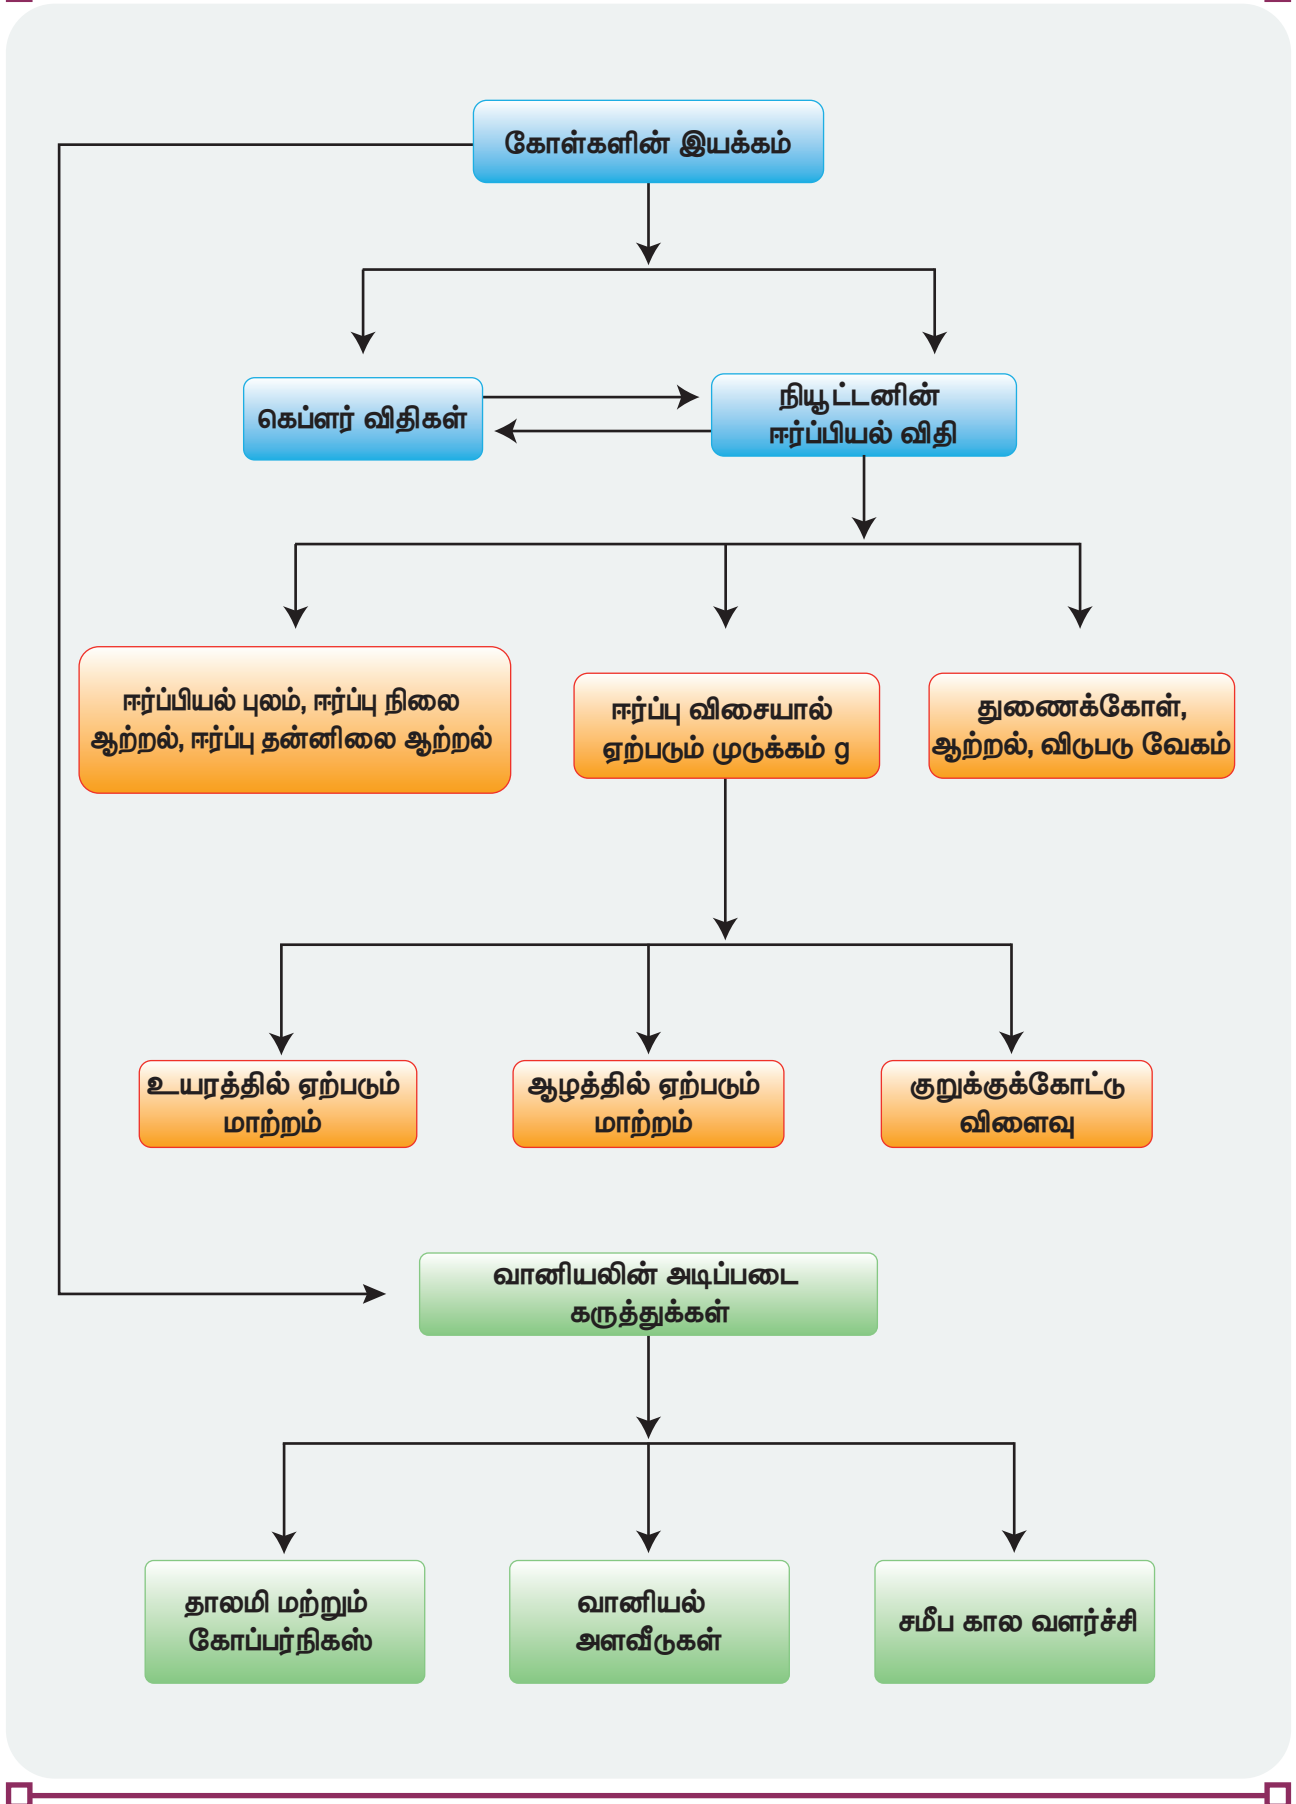 கோள்களின் இயக்கம்
கெப்ளர் விதிகள்
நியூட்டனின்
ஈர்ப்பியல் விதி
ஈர்ப்பியல் புலம், ஈர்ப்பு நிலை
ஆற்றல், ஈர்ப்பு தன்னிலை ஆற்றல்
ஈர்ப்பு விசையால்
ஏற்படும் முடுக்கம் g
துணைக்கோள்,
ஆற்றல், விடுபடு வேகம்
உயரத்தில் ஏற்படும்
மாற்றம்
ஆழத்தில் ஏற்படும்
மாற்றம்
குறுக்குக்கோட்டு
விளைவு
வானியலின் அடிப்படை
கருத்துக்கள்
தாலமி மற்றும்
கோப்பர்நிகஸ்
வானியல்
அளவீடுகள்
சமீப கால வளர்ச்சி